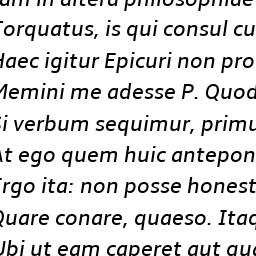 in altera philosophiae
Torquatus, is qui consul cu
Haec igitur Epicuri non pro
Memini me adesse P. Quod
Si verbum sequimur, primu
At ego quem huic antepon
Ergo ita: non posse honest
Quare conare, quaeso. Itaq
Ubi ut eam caperet aut qua